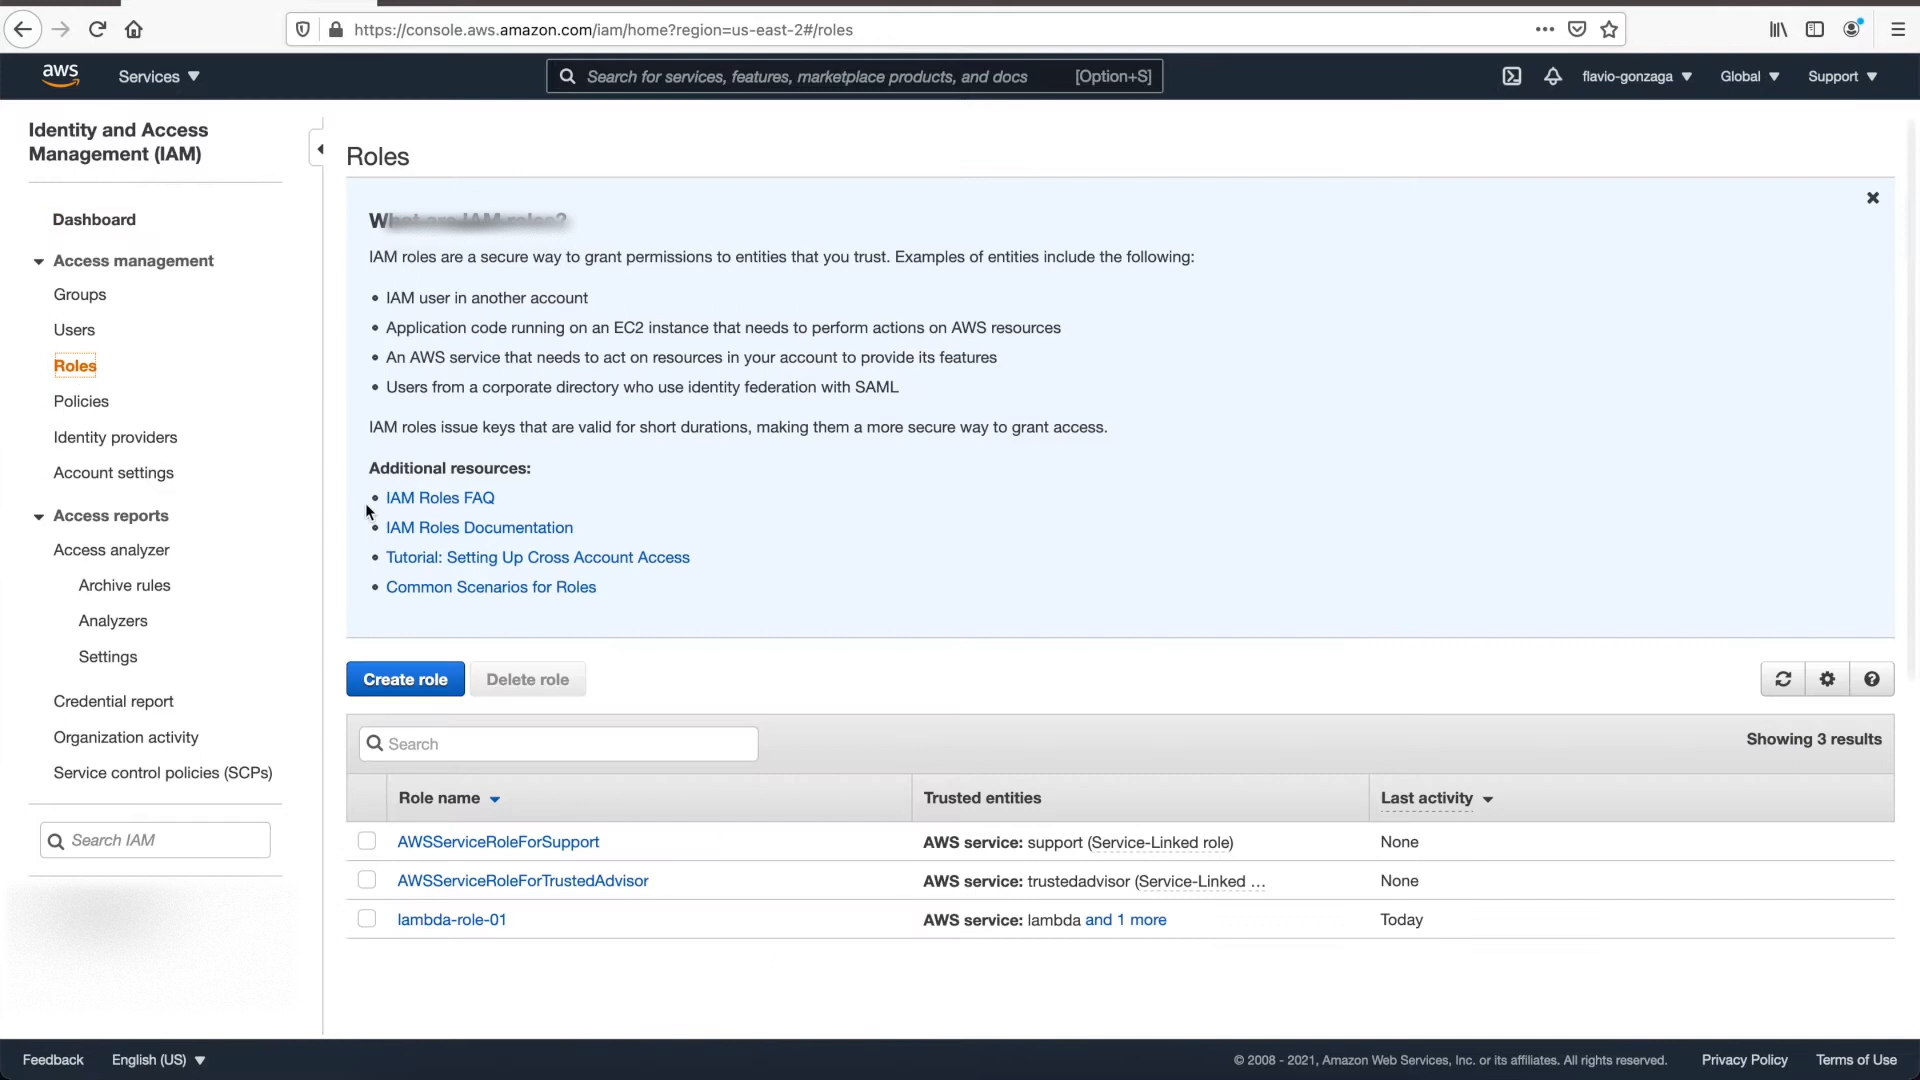 https://console.aws.amazon.com/iam/home?region=us-east-2#/roles
aws
Services
Search for services, features, marketplace products, and docs
[Option+S]
flavio-gonzaga
Global
Support
Identity and Access
Management (IAM)
Dashboard
Access management
Groups
Users
Roles
Policies
Identity providers
Account settings
Access reports
Access analyzer
Archive rules
Analyzers
Settings
Credential report
Organization activity
Service control policies (SCPs)
Search IAM
Roles
What are IAM roles?
IAM roles are a secure way to grant permissions to entities that you trust. Examples of entities include the following:
• IAM user in another account
• Application code running on an EC2 instance that needs to perform actions on AWS resources
• An AWS service that needs to act on resources in your account to provide its features
• Users from a corporate directory who use identity federation with SAML
IAM roles issue keys that are valid for short durations, making them a more secure way to grant access.
Additional resources:
• IAM Roles FAQ
• IAM Roles Documentation
• Tutorial: Setting Up Cross Account Access
• Common Scenarios for Roles
Create role
Delete role
Search
Showing 3 results
Role name
Trusted entities
Last activity
AWSServiceRoleForSupport
AWS service: support (Service-Linked role)
None
AWSServiceRoleForTrustedAdvisor
AWS service: trustedadvisor (Service-Linked ...
None
lambda-role-01
AWS service: lambda and 1 more
Today
Feedback
English (US)
© 2008 - 2021, Amazon Web Services, Inc. or its affiliates. All rights reserved.
Privacy Policy
Terms of Use